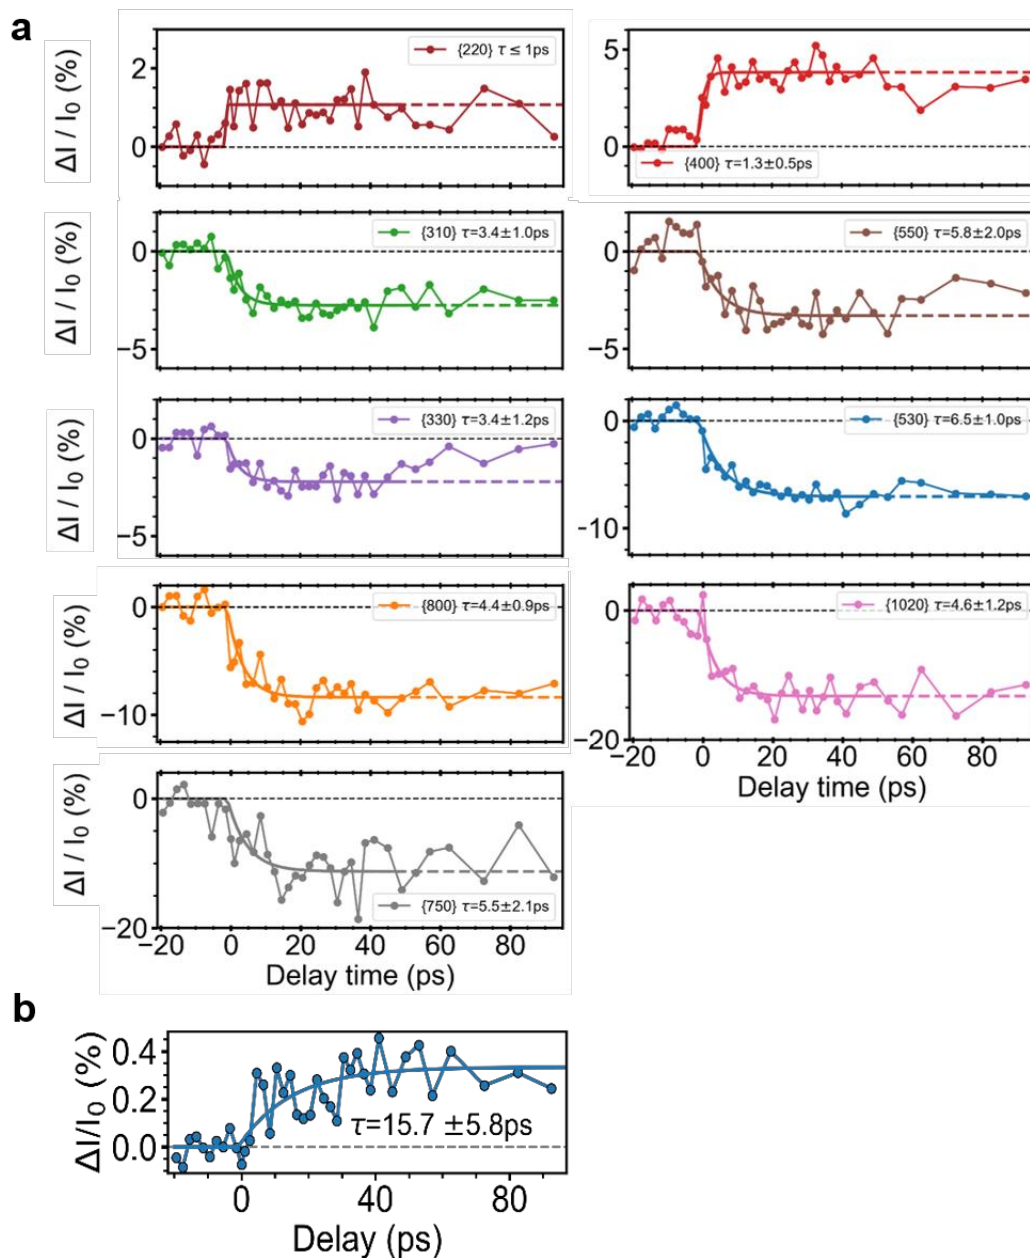 a
ΔI / I₀ (%)
2
0
{220} τ ≤ 1ps
5
0
{400} τ=1.3±0.5ps
ΔI / I₀ (%)
0
−5
{310} τ=3.4±1.0ps
0
−5
{550} τ=5.8±2.0ps
ΔI / I₀ (%)
0
−5
{330} τ=3.4±1.2ps
0
−10
{530} τ=6.5±1.0ps
ΔI / I₀ (%)
0
−10
{800} τ=4.4±0.9ps
0
−20
{1020} τ=4.6±1.2ps
−20 0 20 40 60 80
Delay time (ps)
ΔI / I₀ (%)
0
−20
{750} τ=5.5±2.1ps
−20 0 20 40 60 80
Delay time (ps)
b
ΔI/I₀ (%)
0.4
0.2
0.0
τ=15.7 ±5.8ps
0 40 80
Delay (ps)